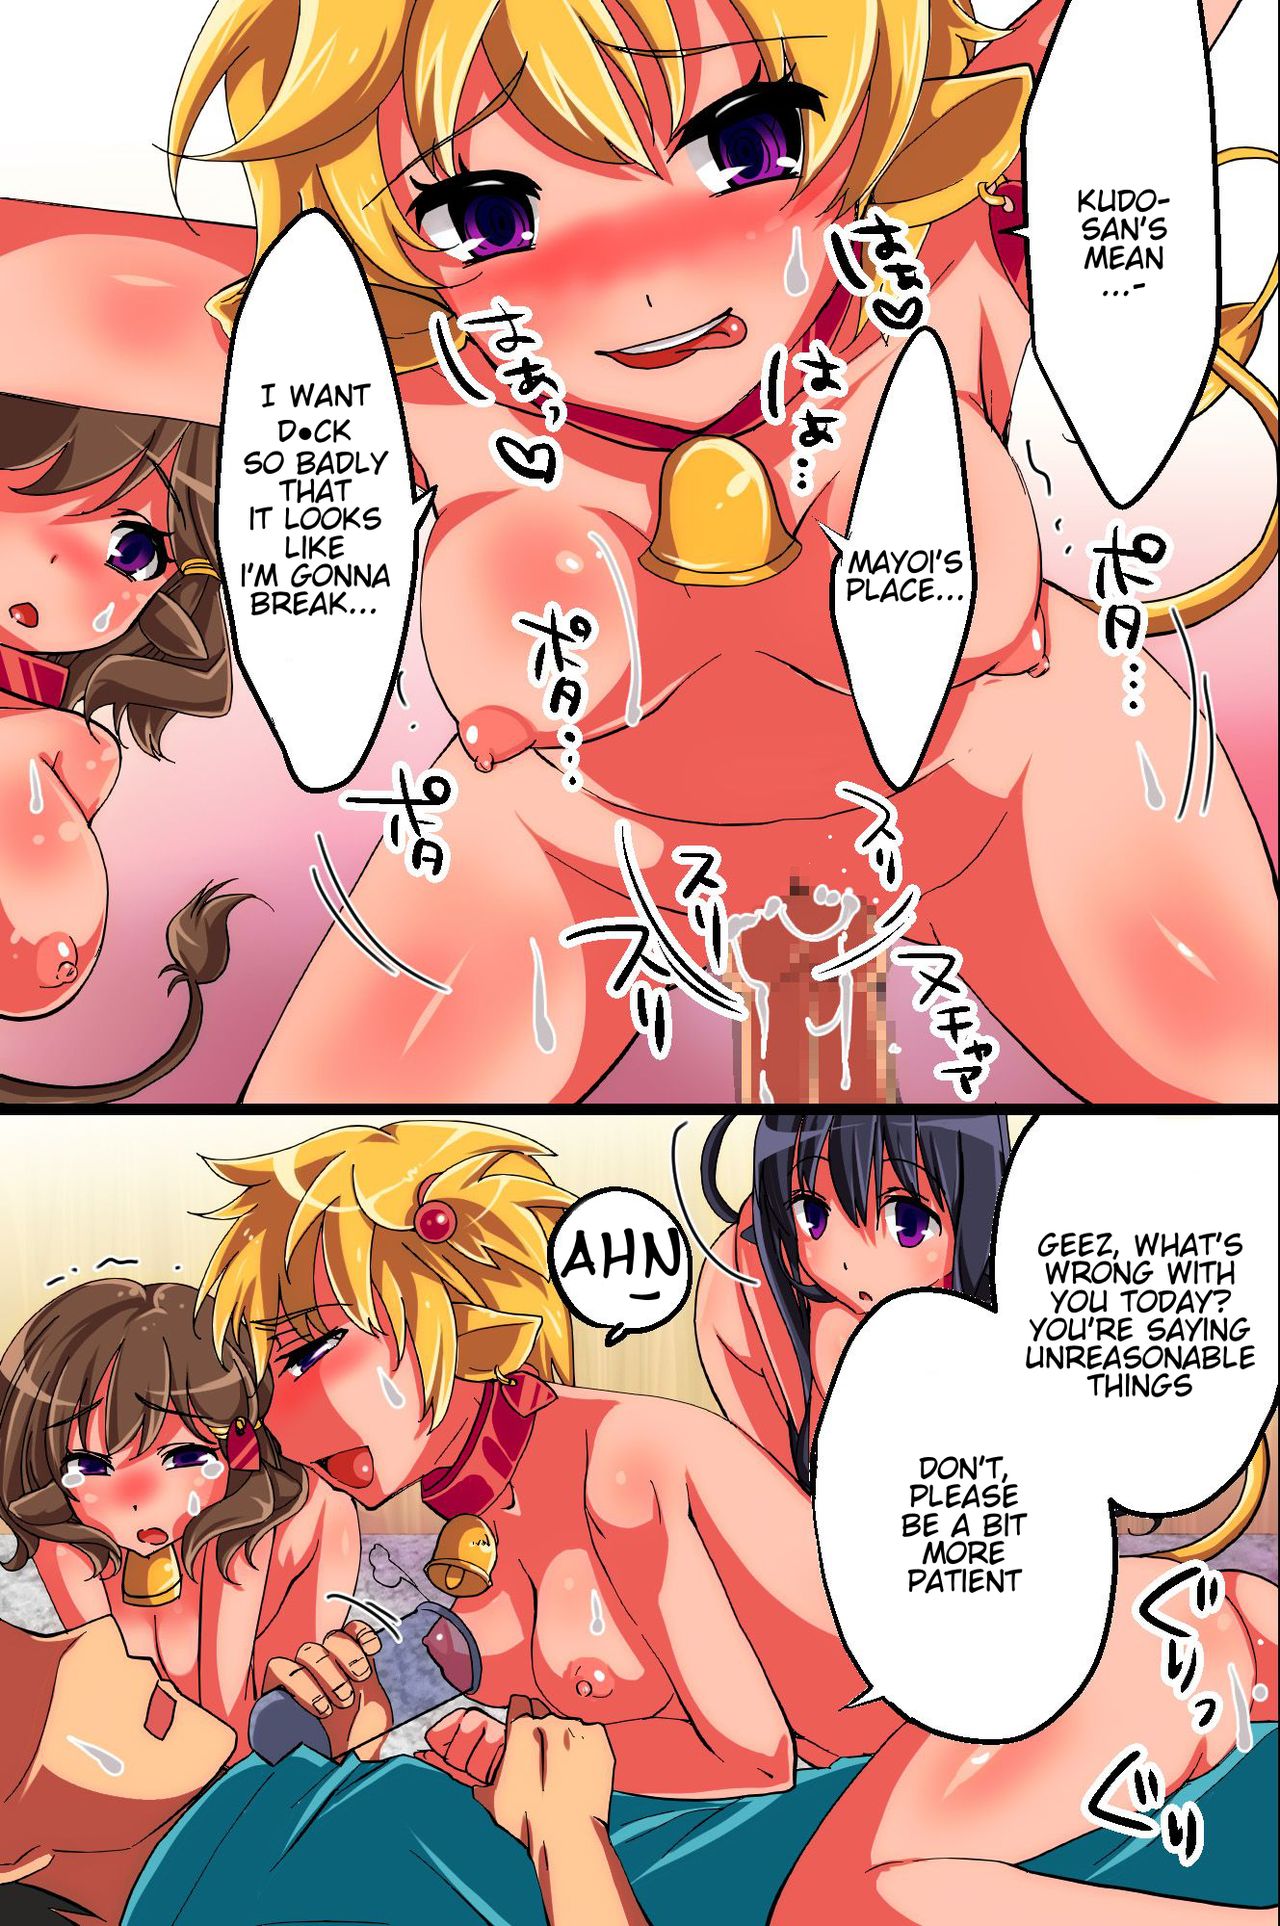 KUDO-
SAN'S
MEAN
...-
はぁ♡
はぁ...
はぁっ♡
MAYOI'S
PLACE...
I WANT
D●CK
SO BADLY
THAT
IT LOOKS
LIKE
I'M GONNA
BREAK...
ポタ...
ポタ...
ポタ
スリ
スリ
ズリ
ヌチャァ
GEEZ, WHAT'S
WRONG WITH
YOU TODAY?
YOU'RE SAYING
UNREASONABLE
THINGS
AHN
DON'T,
PLEASE
BE A BIT
MORE
PATIENT
ぐりっ
ぐり